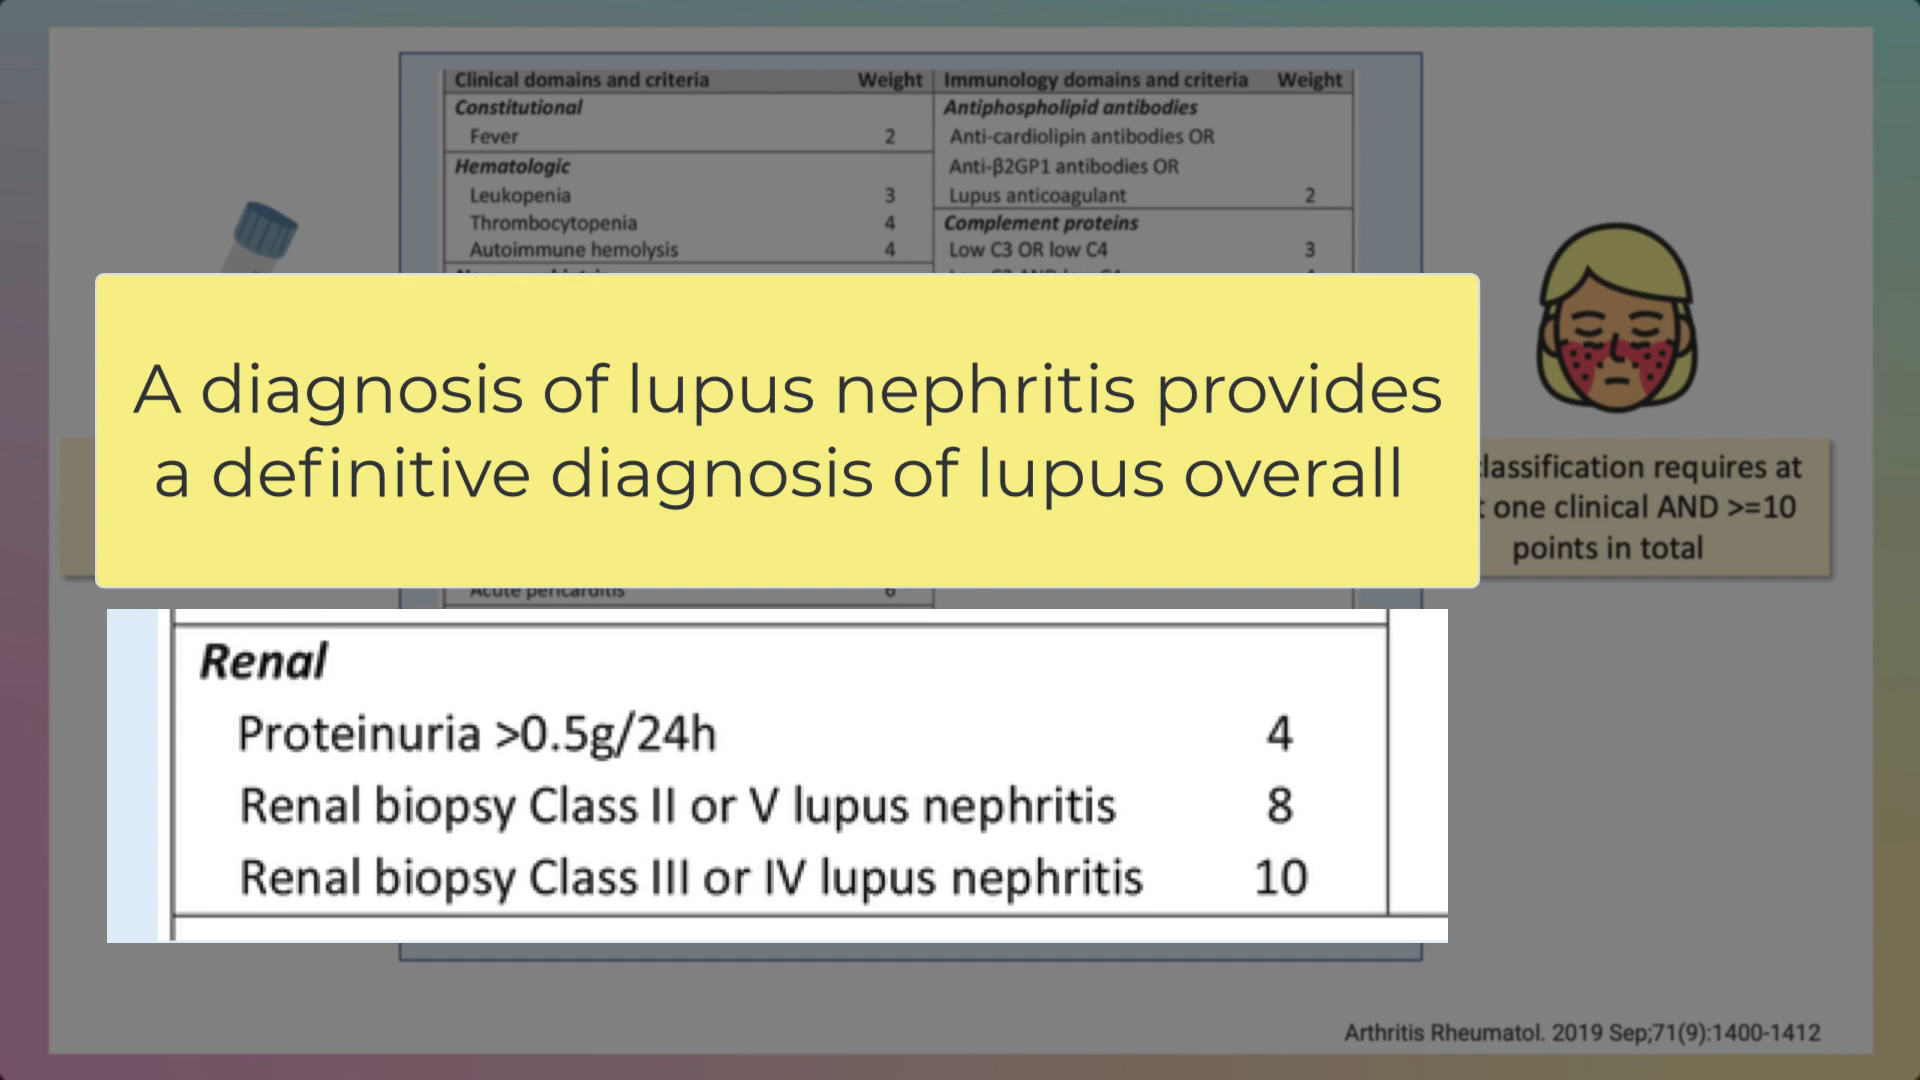 Clinical domains and criteria Weight Immunology domains and criteria Weight
Constitutional Antiphospholipid antibodies
Fever 2 Anti-cardiolipin antibodies OR
Hematologic Anti-β2GP1 antibodies OR
Leukopenia 3 Lupus anticoagulant 2
Thrombocytopenia 4 Complement proteins
Autoimmune hemolysis 4 Low C3 OR low C4 3
A diagnosis of lupus nephritis provides
a definitive diagnosis of lupus overall
requires at
one clinical AND >=10
points in total
Acute pericarditis 6
Renal
Proteinuria >0.5g/24h 4
Renal biopsy Class II or V lupus nephritis 8
Renal biopsy Class III or IV lupus nephritis 10
Arthritis Rheumatol. 2019 Sep;71(9):1400-1412